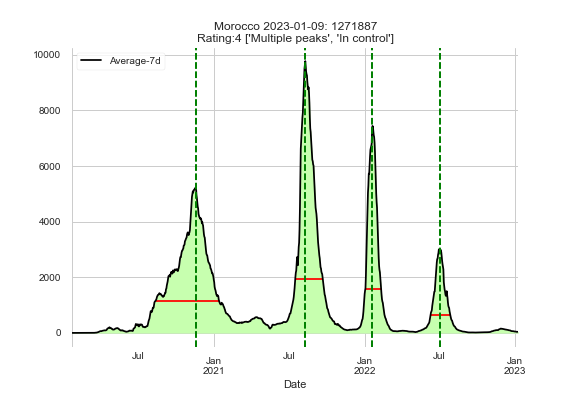 Morocco 2023-01-09: 1271887
Rating:4 ['Multiple peaks', 'In control']
Average-7d
10000
8000
6000
4000
2000
0
Jul
Jan
2021
Jul
Jan
2022
Jul
Jan
2023
Date